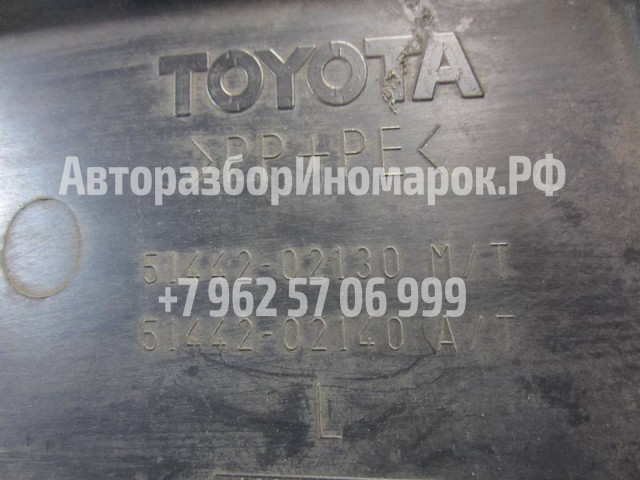 TOYOTA
>PP+PE<
АвторазборИномарок.РФ
51442-02130 M/T
+7 962 57 06 999
51442-02140 A/T
L